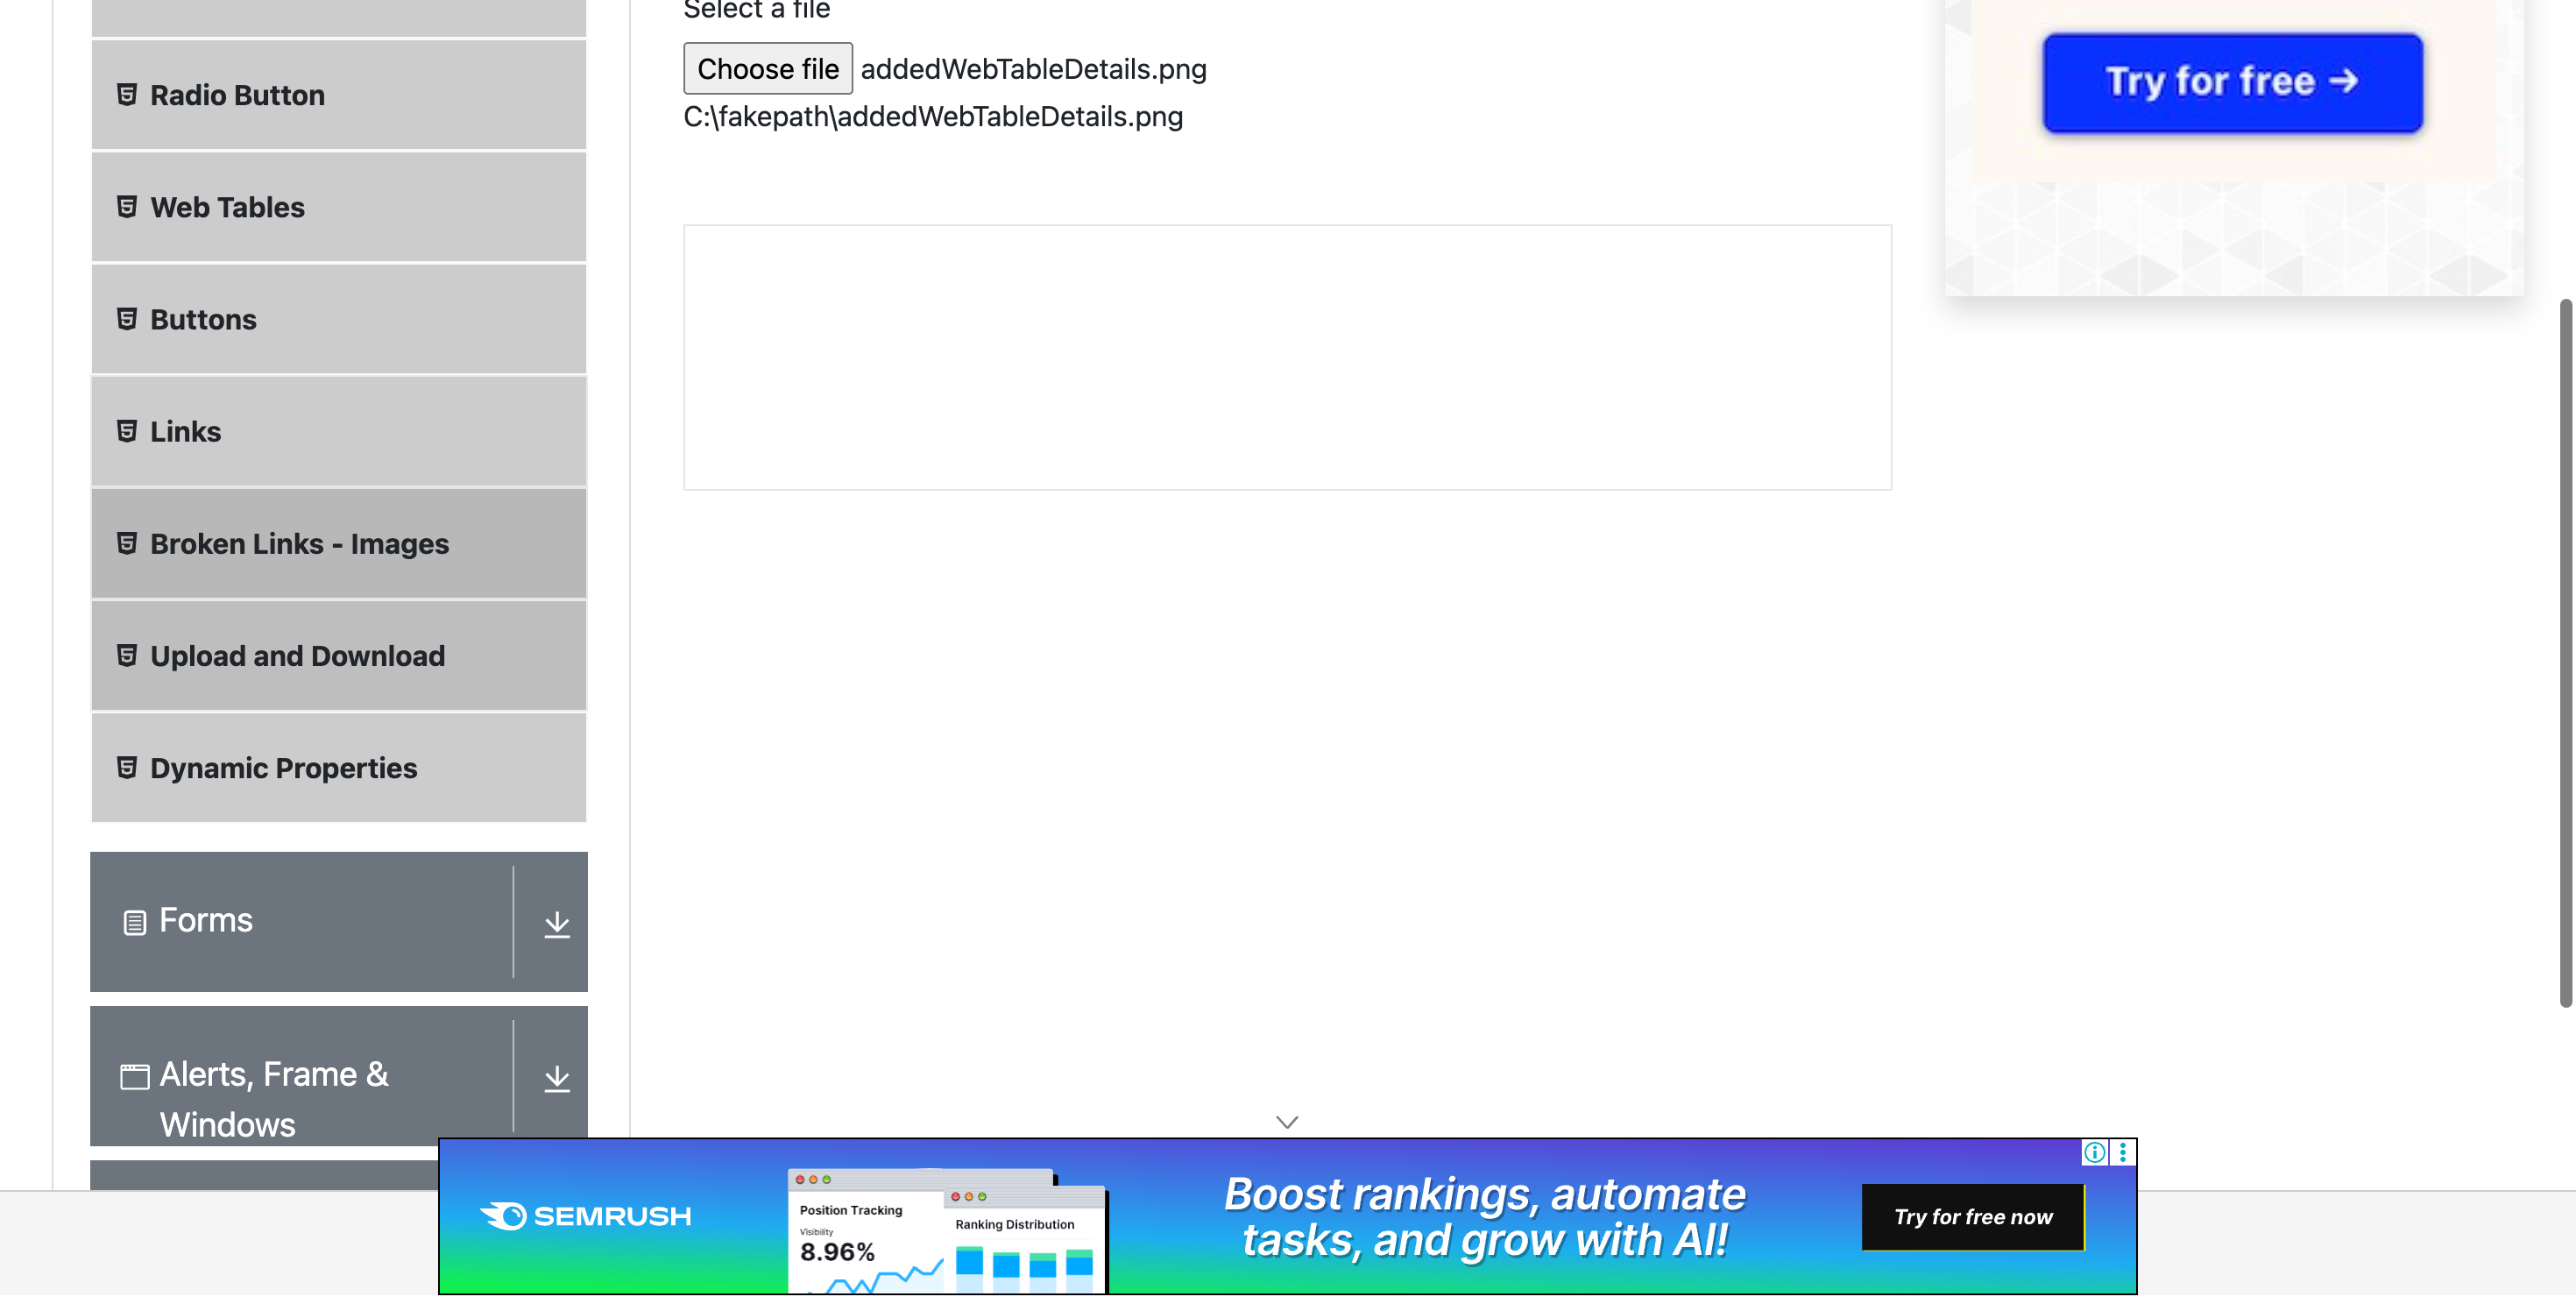 Select a file
Choose file addedWebTableDetails.png
C:\fakepath\addedWebTableDetails.png
Radio Button
Web Tables
Buttons
Links
Broken Links - Images
Upload and Download
Dynamic Properties
Forms
Alerts, Frame &
Windows
Try for free →
SEMRUSH
Position Tracking
Visibility
8.96%
Ranking Distribution
Boost rankings, automate
tasks, and grow with AI!
Try for free now